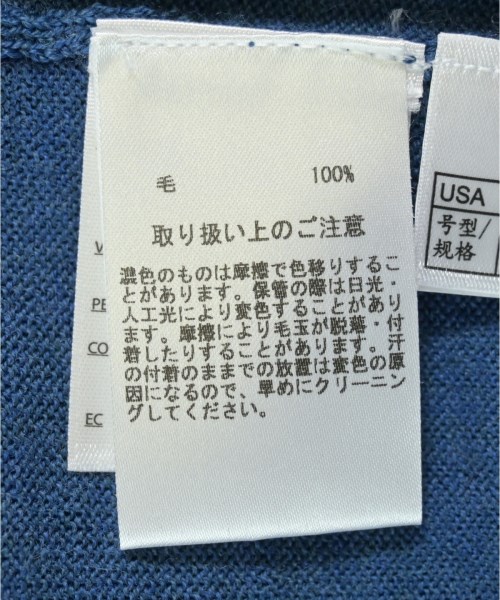 毛 100%
取り扱い上のご注意
濃色のものは摩擦で色移りするこ
とがあります。保管の際は日光・
人工光により変色することがあり
ます。摩擦により毛玉が脱落・付
着したりすることがあります。汗
の付着のままでの放置は変色の原
因になるので、早めにクリーニン
グしてください。
PE
CO
EC
USA
号型/
规格